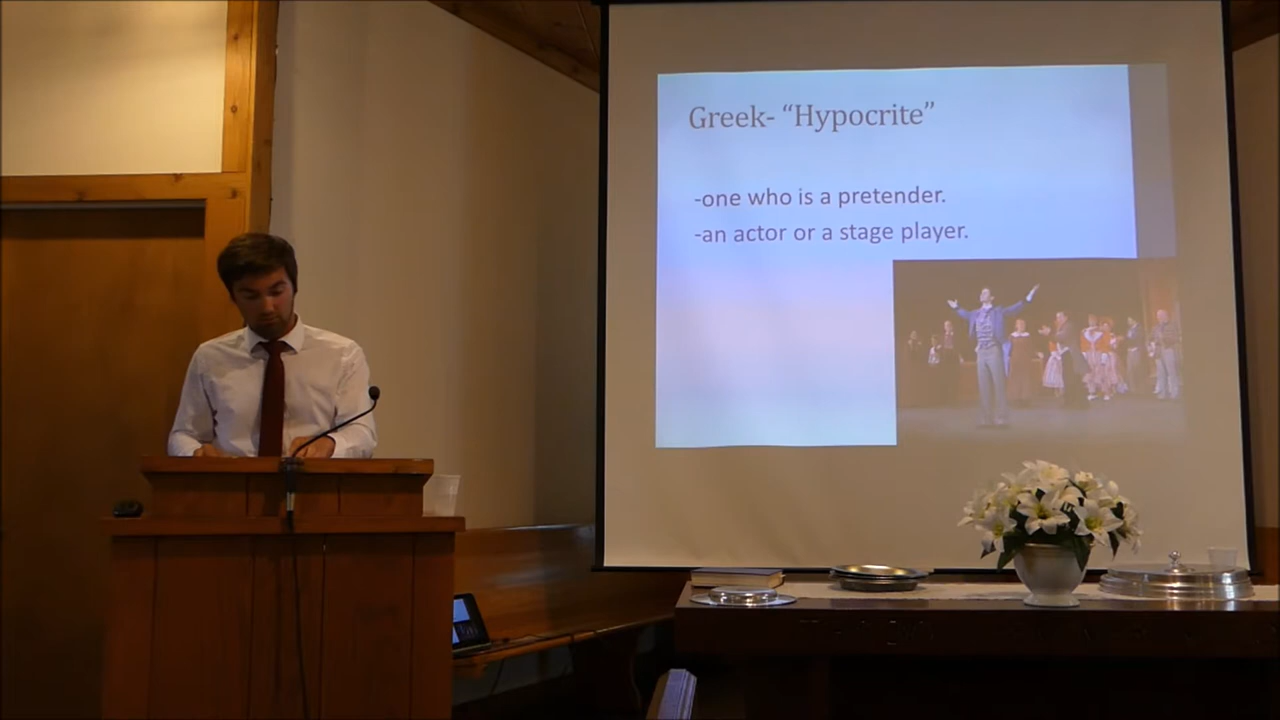 Greek- “Hypocrite”
-one who is a pretender.
-an actor or a stage player.